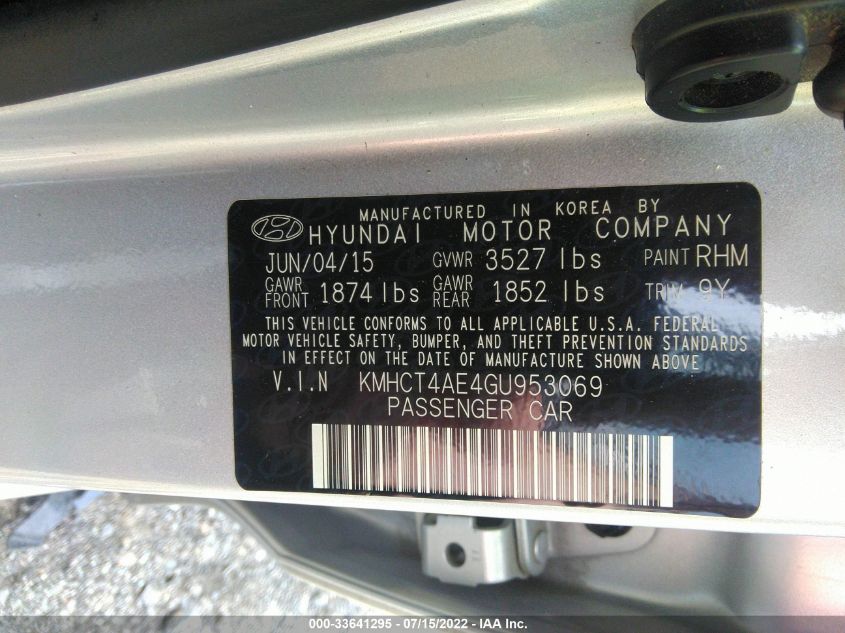 MANUFACTURED IN KOREA BY
HYUNDAI MOTOR COMPANY
JUN/04/15 GVWR 3527 lbs PAINT RHM
GAWR FRONT 1874 lbs GAWR REAR 1852 lbs TRIM 9Y
THIS VEHICLE CONFORMS TO ALL APPLICABLE U.S.A. FEDERAL
MOTOR VEHICLE SAFETY, BUMPER, AND THEFT PREVENTION STANDARDS
IN EFFECT ON THE DATE OF MANUFACTURE SHOWN ABOVE
V.I.N KMHCT4AE4GU953069
PASSENGER CAR
000-33641295 - 07/15/2022 - IAA Inc.